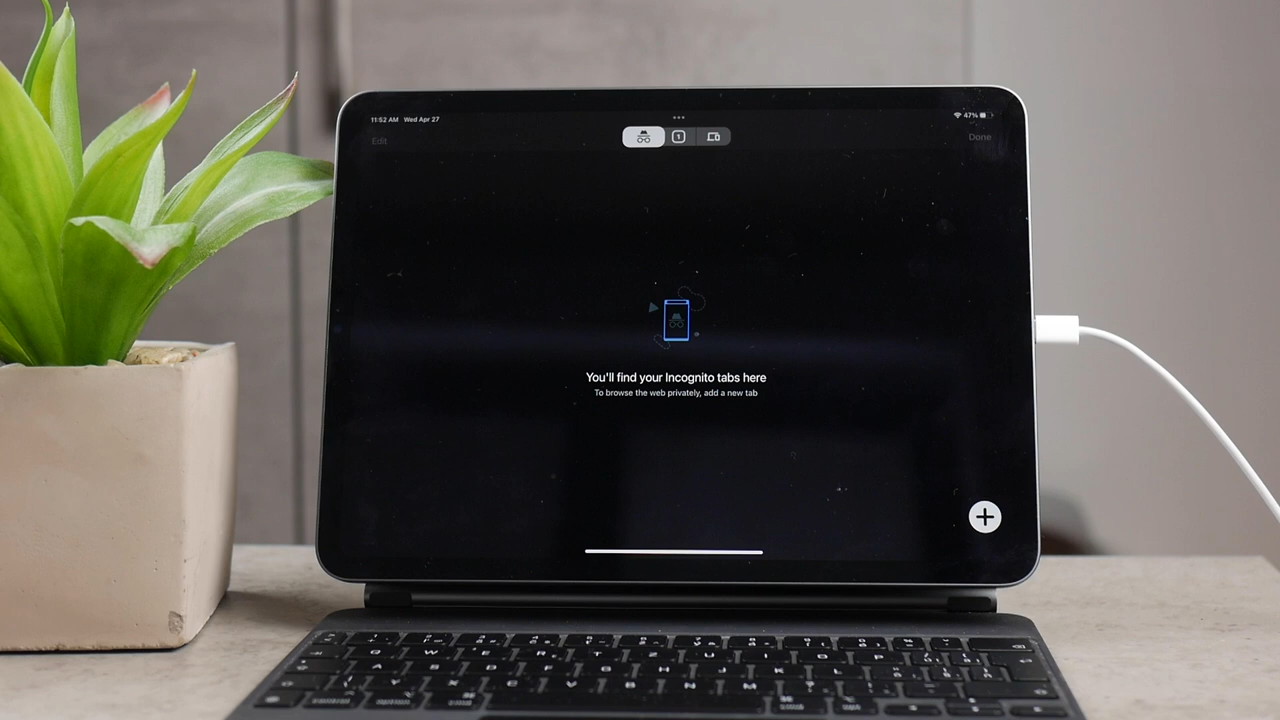 11:52 AM Wed Apr 27
47%
Edit
1
Done
You'll find your Incognito tabs here
To browse the web privately, add a new tab
Q W E R T Y U I O P
A S D F G H J K L
V B N M